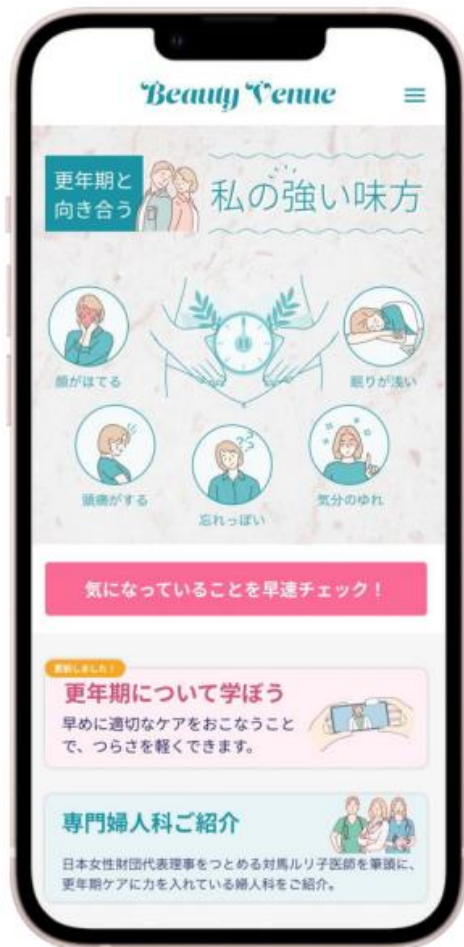 Beauty Venue
更年期と
向き合う
私の強い味方
顔がほてる
眠りが浅い
頭痛がする
忘れっぽい
気分のゆれ
気になっていることを早速チェック！
更新しました！
更年期について学ぼう
早めに適切なケアをおこなうこと
で、つらさを軽くできます。
専門婦人科ご紹介
日本女性財団代表理事をつとめる対馬ルリ子医師を筆頭に、
更年期ケアに力を入れている婦人科をご紹介。